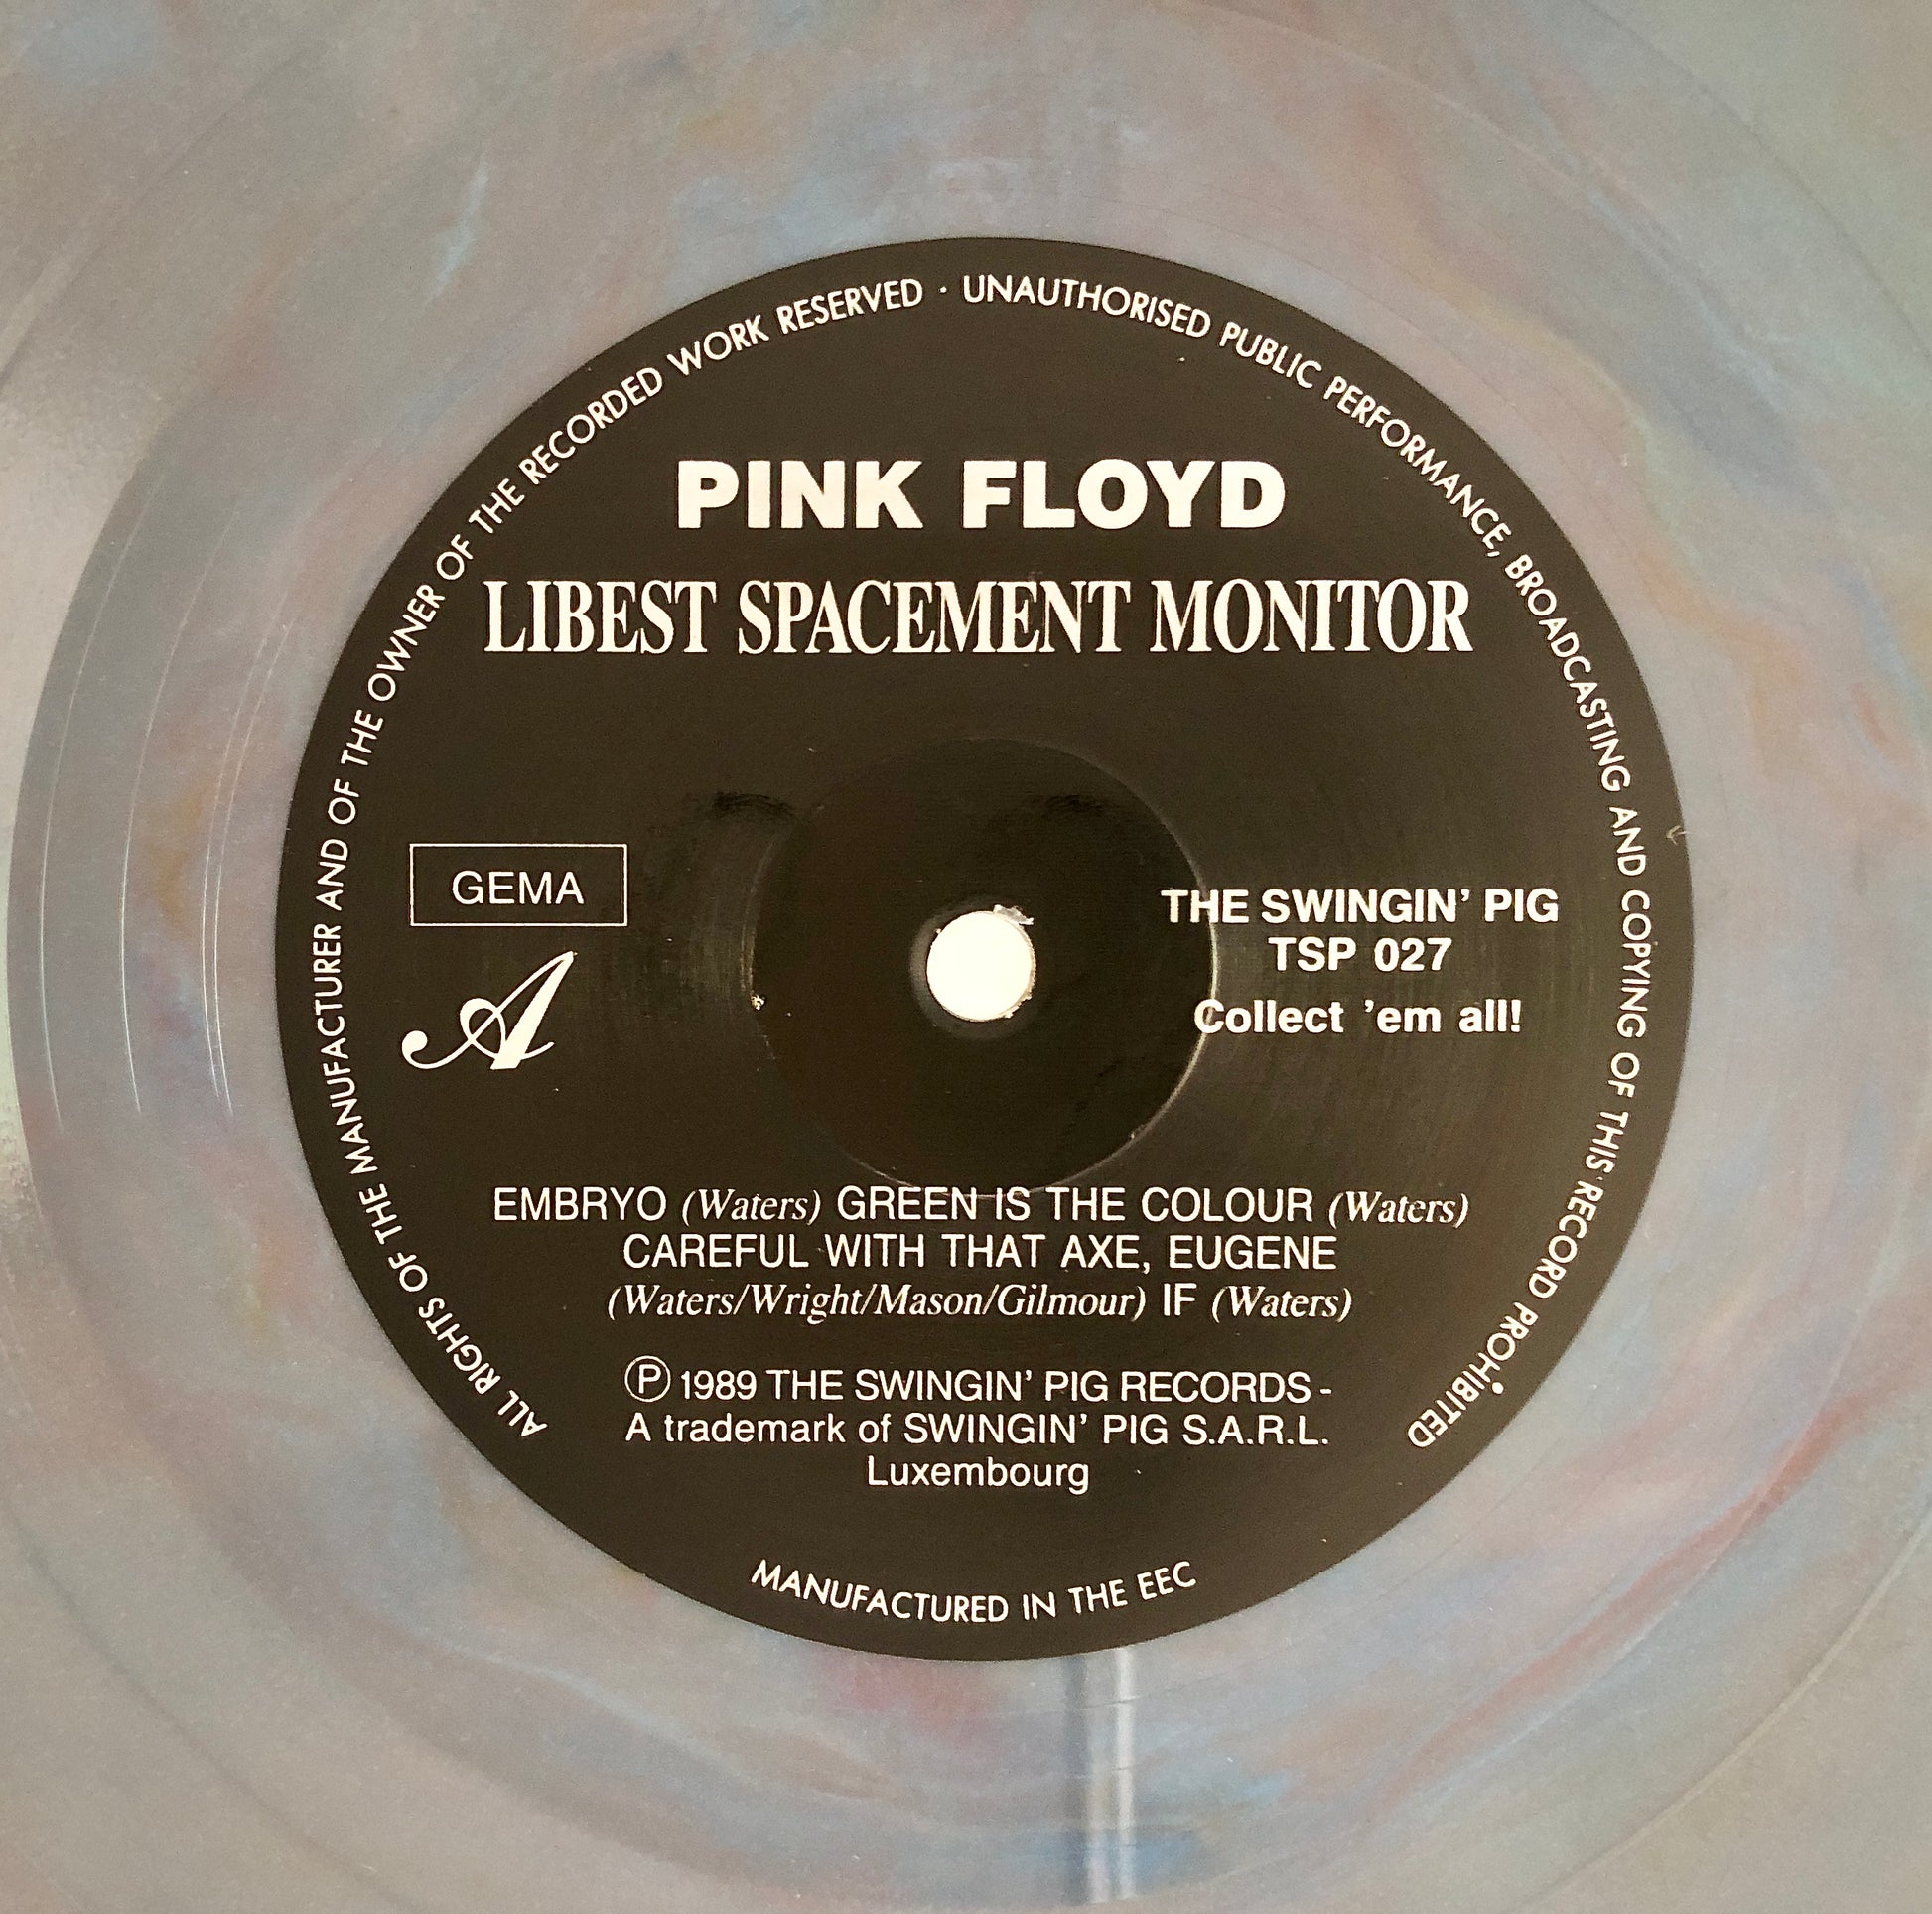 ALL RIGHTS OF THE MANUFACTURER AND OF THE OWNER OF THE RECORDED WORK RESERVED · UNAUTHORISED PUBLIC PERFORMANCE, BROADCASTING AND COPYING OF THIS RECORD PROHIBITED
PINK FLOYD
LIBEST SPACEMENT MONITOR
GEMA
A
THE SWINGIN' PIG
TSP 027
Collect 'em all!
EMBRYO (Waters) GREEN IS THE COLOUR (Waters)
CAREFUL WITH THAT AXE, EUGENE
(Waters/Wright/Mason/Gilmour) IF (Waters)
Ⓟ 1989 THE SWINGIN' PIG RECORDS -
A trademark of SWINGIN' PIG S.A.R.L.
Luxembourg
MANUFACTURED IN THE EEC